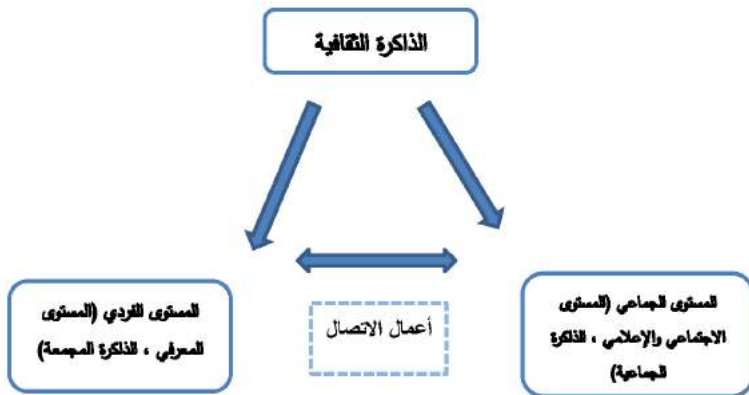 الذاكرة الثقافية
المستوى الجماعي (المستوى
الاجتماعي والإعلامي ، الذاكرة
الجماعية)
المستوى الفردي (المستوى
المعرفي ، الذاكرة المجمعة)
أعمال الاتصال